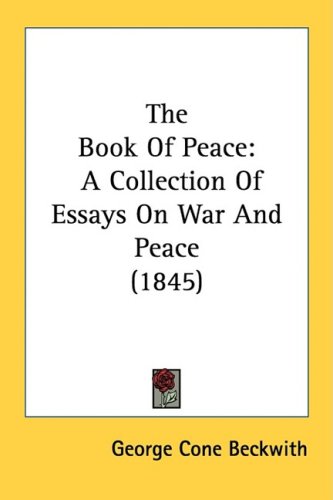 The
Book Of Peace:
A Collection Of
Essays On War And
Peace
(1845)
George Cone Beckwith